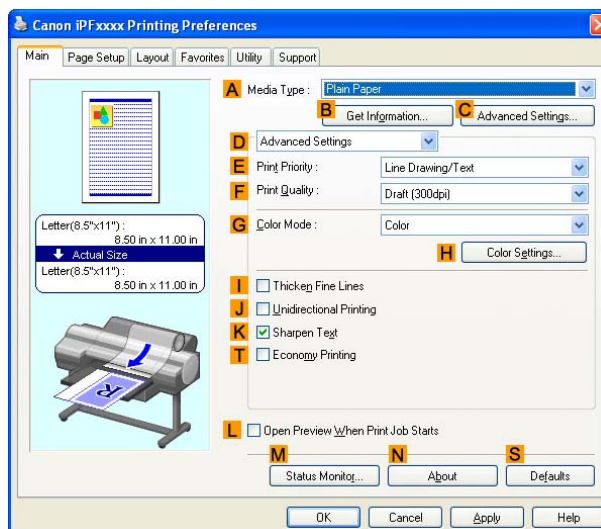 Canon iPFxxxx Printing Preferences
Main Page Setup Layout Favorites Utility Support
A Media Type : Plain Paper
B Get Information... C Advanced Settings...
D Advanced Settings
E Print Priority : Line Drawing/Text
F Print Quality : Draft (300dpi)
G Color Mode : Color
H Color Settings...
Letter(8.5"x11") :
8.50 in x 11.00 in
Actual Size
Letter(8.5"x11") :
8.50 in x 11.00 in
R
I Thicken Fine Lines
J Unidirectional Printing
K Sharpen Text
T Economy Printing
L Open Preview When Print Job Starts
M N S
Status Monitor... About Defaults
OK Cancel Apply Help